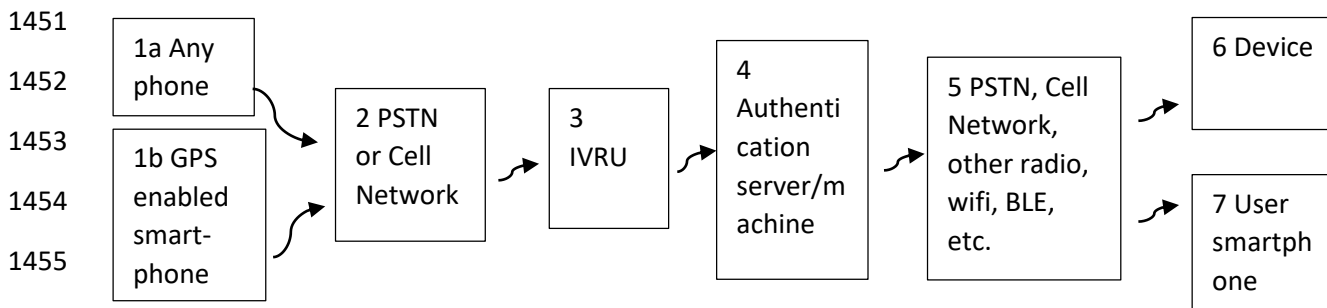 1451
1452
1453
1454
1455
1a Any
phone
1b GPS
enabled
smart-
phone
2 PSTN
or Cell
Network
3
IVRU
4
Authenti
cation
server/m
achine
5 PSTN, Cell
Network,
other radio,
wifi, BLE,
etc.
6 Device
7 User
smartph
one